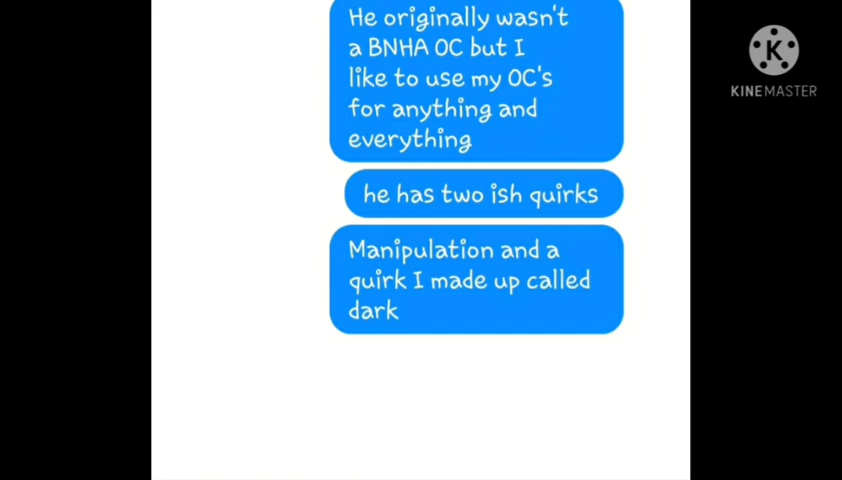 He originally wasn't
a BNHA OC but I
like to use my OC's
for anything and
everything
he has two ish quirks
Manipulation and a
quirk I made up called
dark
K
KINEMASTER